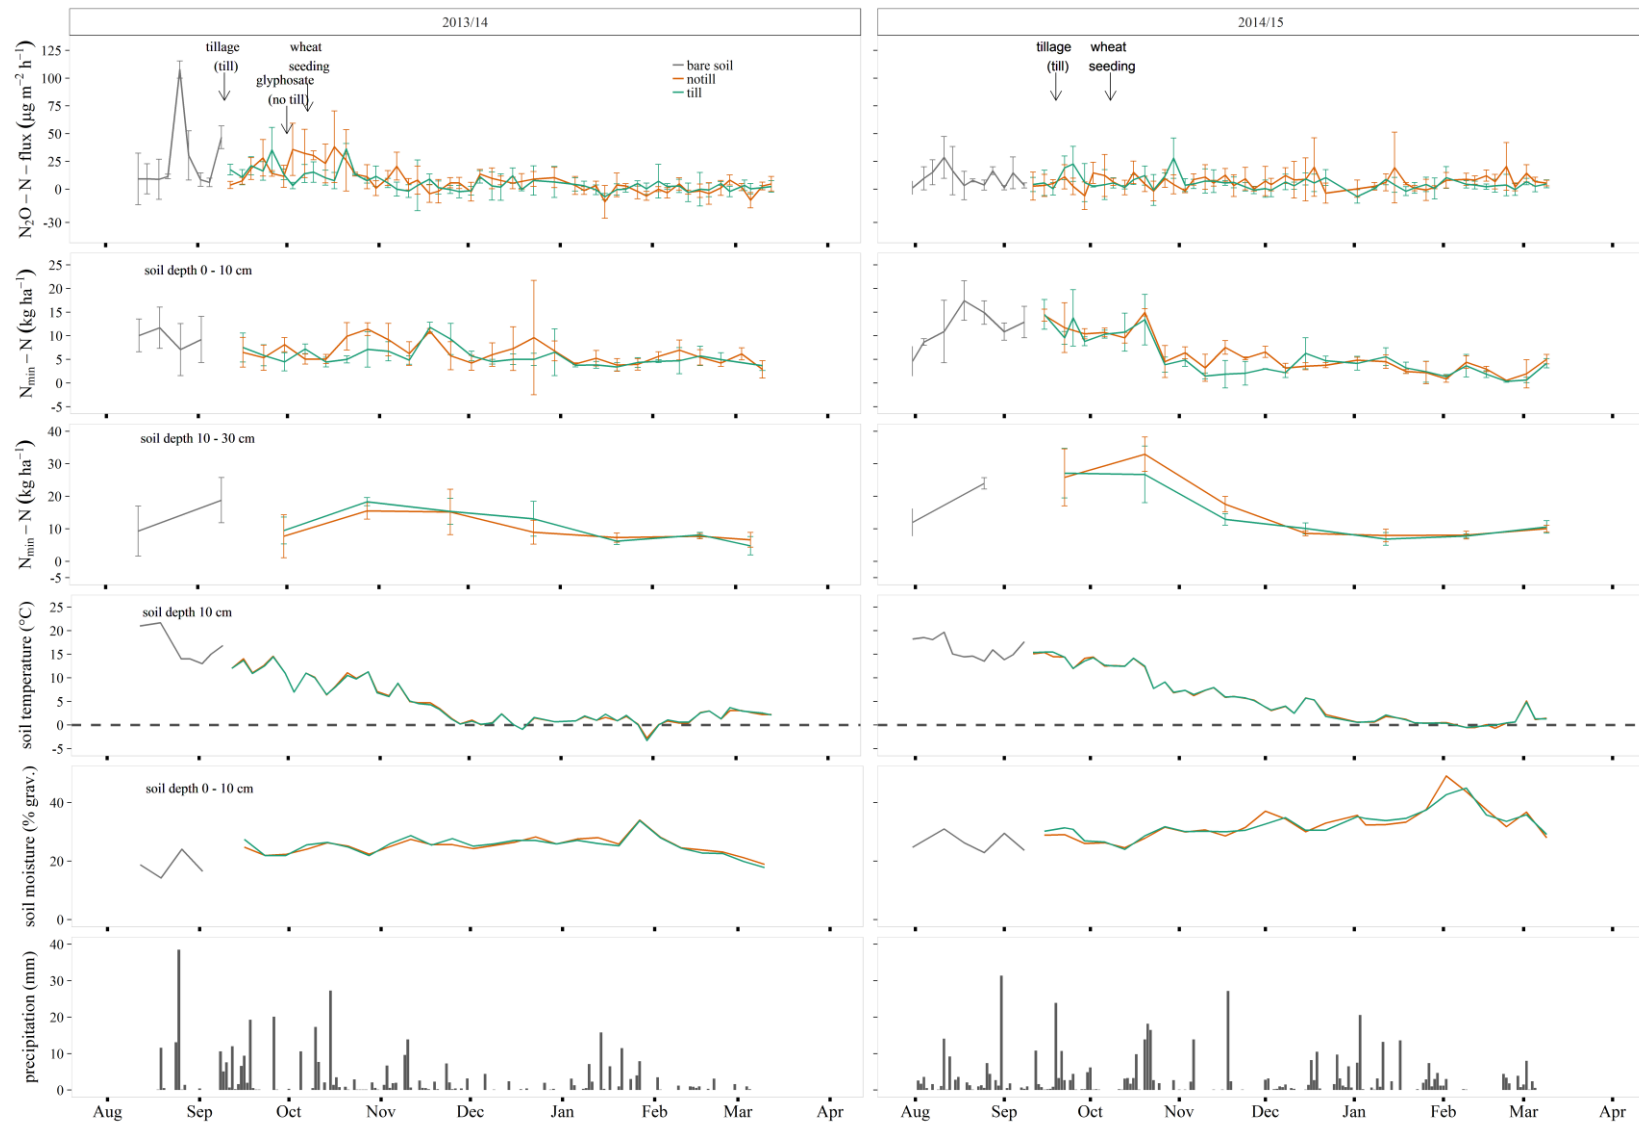 2013/14
2014/15
N₂O − N − flux (μg m⁻² h⁻¹)
125
100
75
50
25
0
-30
tillage
(till)
glyphosate
(no till)
wheat
seeding
bare soil
notill
till
tillage
(till)
wheat
seeding
Nmin − N (kg ha⁻¹)
25
20
15
10
5
0
-5
soil depth 0 - 10 cm
Nmin − N (kg ha⁻¹)
40
30
20
10
0
-5
soil depth 10 - 30 cm
soil temperature (°C)
25
20
15
10
5
0
-5
soil depth 10 cm
soil moisture (% grav.)
40
20
0
soil depth 0 - 10 cm
precipitation (mm)
40
30
20
10
0
Aug Sep Oct Nov Dec Jan Feb Mar Apr
Aug Sep Oct Nov Dec Jan Feb Mar Apr